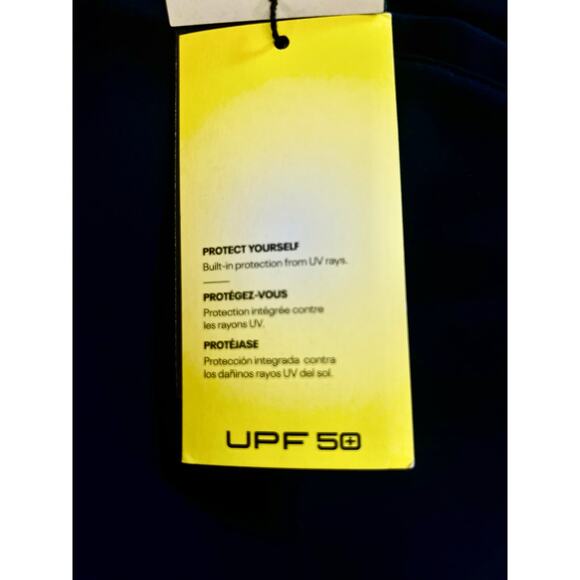 PROTECT YOURSELF
Built-in protection from UV rays.
PROTÉGEZ-VOUS
Protection intégrée contre
les rayons UV.
PROTÉJASE
Protección integrada contra
los dañinos rayos UV del sol.
UPF 50+